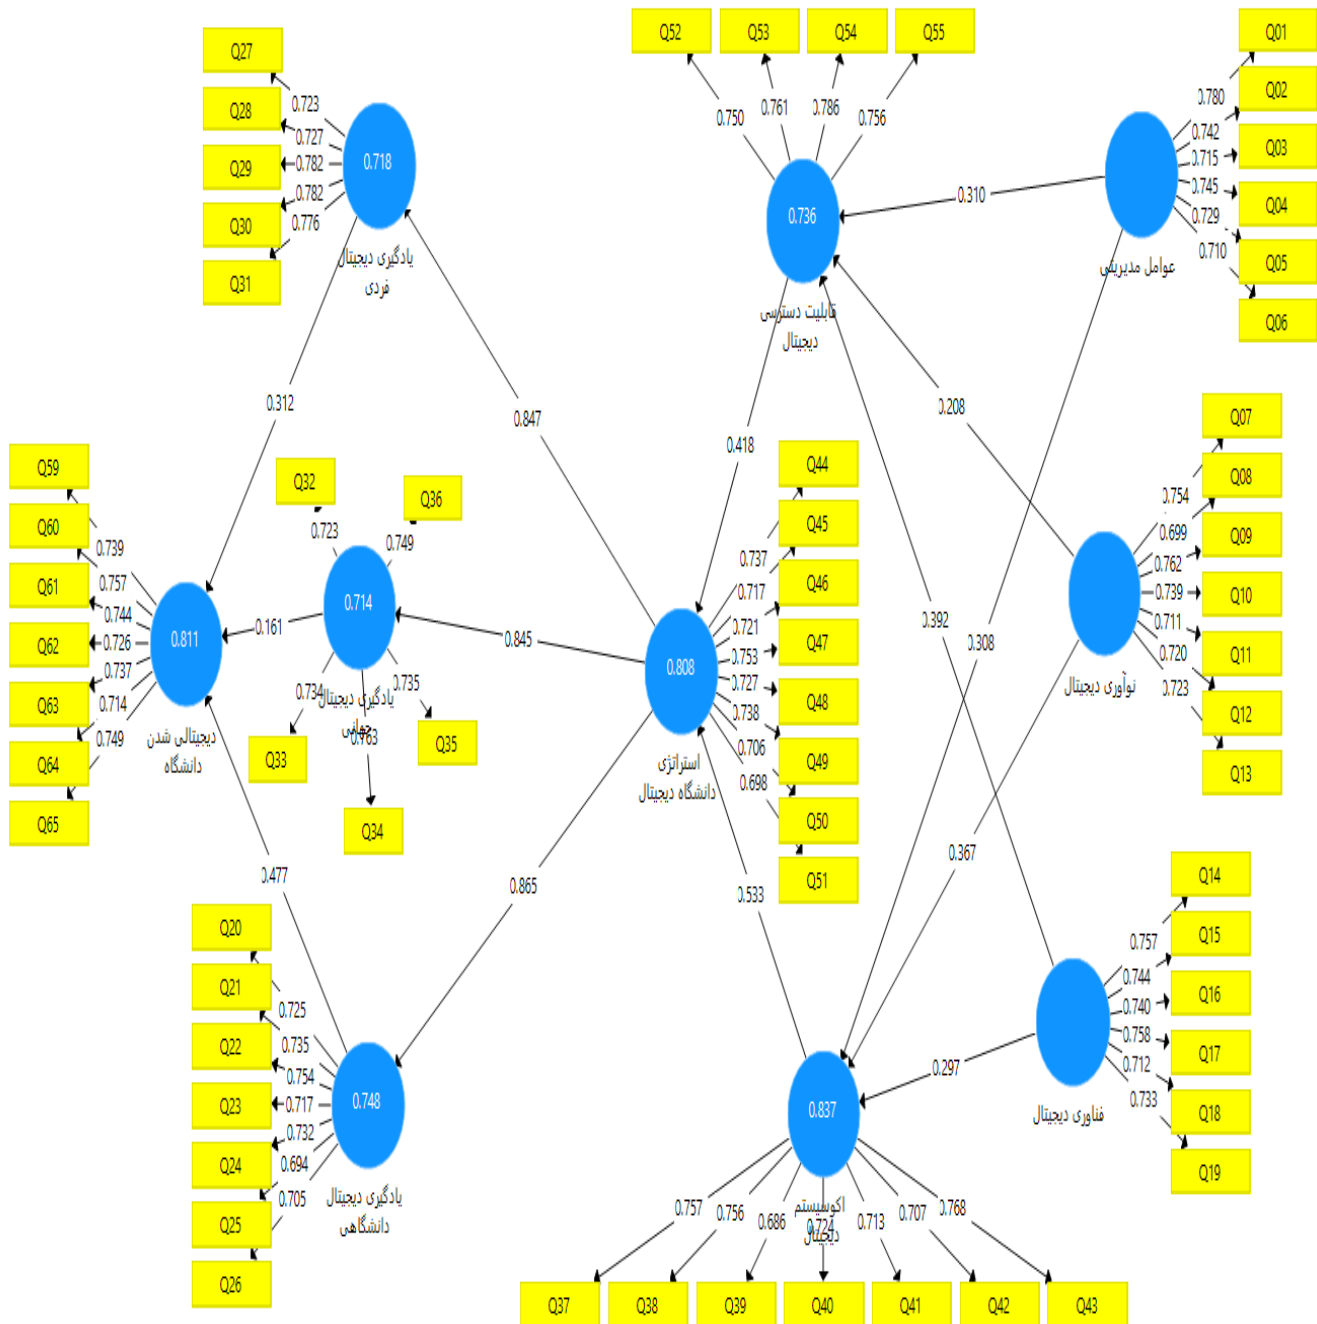 Q27
Q28
Q29
Q30
Q31
0.723
0.727
0.782
0.782
0.776
0.718
یادگیری دیجیتال
فردی
Q52
Q53
Q54
Q55
0.750
0.761
0.786
0.756
0.736
قابلیت دسترسی
دیجیتال
Q01
Q02
Q03
Q04
Q05
Q06
0.780
0.742
0.715
0.745
0.729
0.710
عوامل مدیریتی
0.310
0.312
0.847
0.418
0.208
0.392
0.308
0.367
Q07
Q08
Q09
Q10
Q11
Q12
Q13
0.754
0.699
0.762
0.739
0.711
0.720
0.723
نوآوری دیجیتال
Q59
Q60
Q61
Q62
Q63
Q64
Q65
0.739
0.757
0.744
0.726
0.737
0.714
0.749
0.811
دیجیتالی شدن
دانشگاه
Q32
Q36
Q33
Q35
Q34
0.723
0.749
0.734
0.735
0.763
0.714
یادگیری دیجیتال
جهانی
0.161
0.845
Q44
Q45
Q46
Q47
Q48
Q49
Q50
Q51
0.737
0.717
0.721
0.753
0.727
0.738
0.706
0.698
0.808
استراتژی
دانشگاه دیجیتال
0.477
0.865
0.533
0.297
Q20
Q21
Q22
Q23
Q24
Q25
Q26
0.725
0.735
0.754
0.717
0.732
0.694
0.705
0.748
یادگیری دیجیتال
دانشگاهی
Q14
Q15
Q16
Q17
Q18
Q19
0.757
0.744
0.740
0.758
0.712
0.733
فناوری دیجیتال
0.837
اکوسیستم
دیجیتال
0.757
0.756
0.686
0.724
0.713
0.707
0.768
Q37
Q38
Q39
Q40
Q41
Q42
Q43